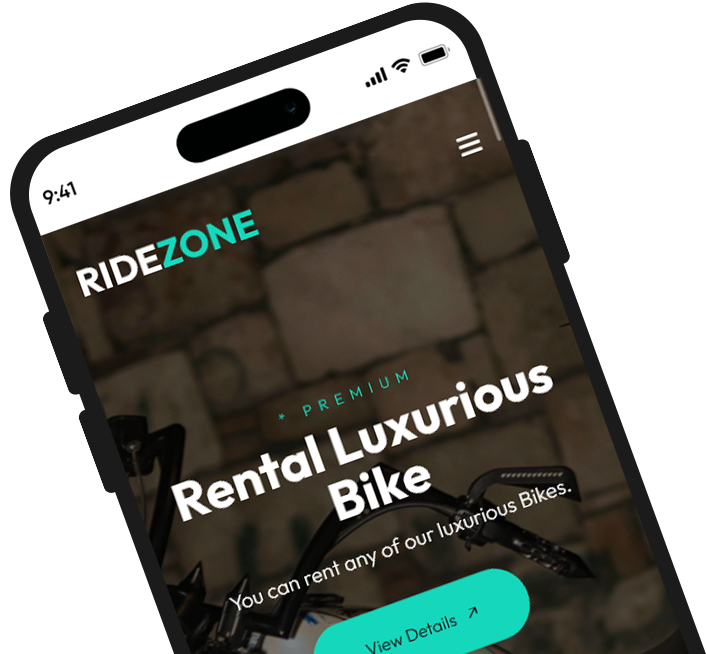 9:41
RIDEZONE
* PREMIUM
Rental Luxurious
Bike
You can rent any of our luxurious Bikes.
View Details ↗